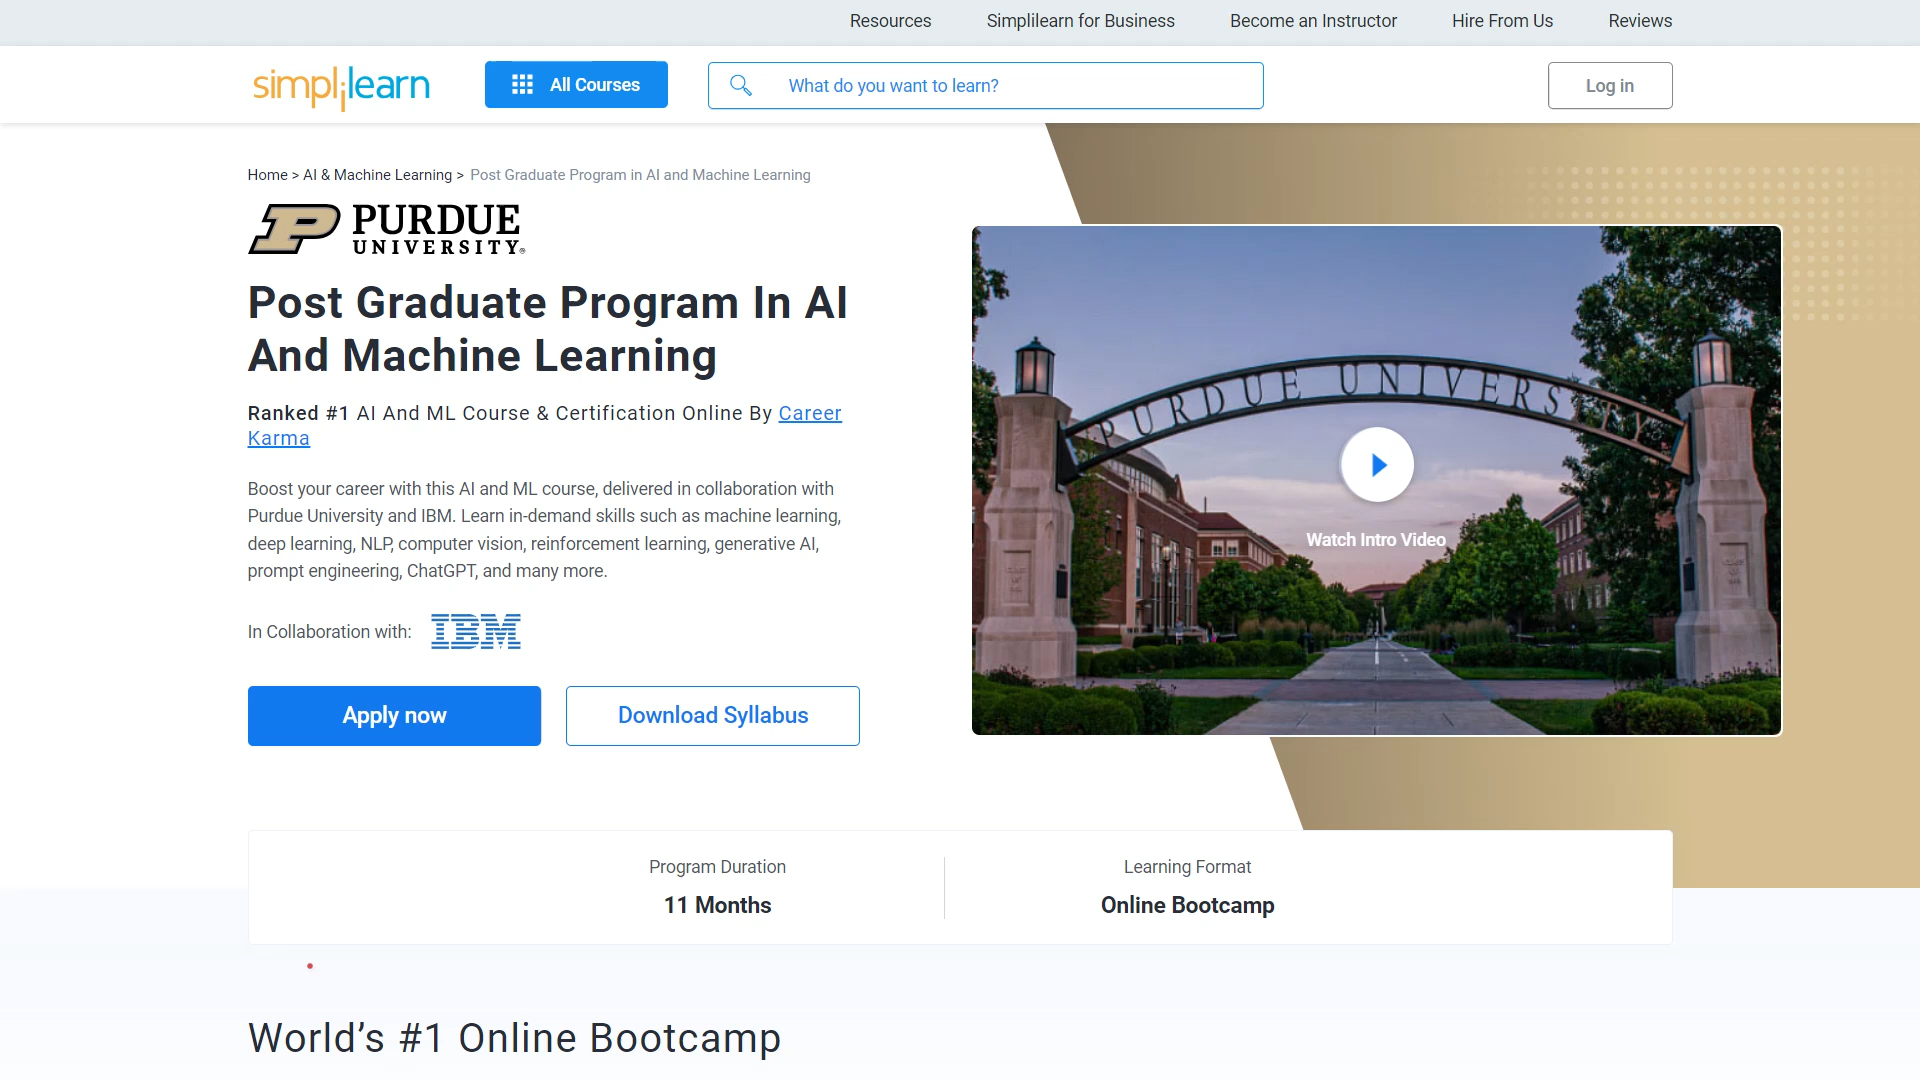 Resources Simplilearn for Business Become an Instructor Hire From Us Reviews
simplilearn All Courses What do you want to learn? Log in
Home > AI & Machine Learning > Post Graduate Program in AI and Machine Learning
P PURDUE
UNIVERSITY®
Post Graduate Program In AI
And Machine Learning
Ranked #1 AI And ML Course & Certification Online By Career
Karma
Boost your career with this AI and ML course, delivered in collaboration with
Purdue University and IBM. Learn in-demand skills such as machine learning,
deep learning, NLP, computer vision, reinforcement learning, generative AI,
prompt engineering, ChatGPT, and many more.
In Collaboration with: IBM
Apply now Download Syllabus
PURDUE UNIVERSITY
Watch Intro Video
Program Duration
11 Months
Learning Format
Online Bootcamp
World’s #1 Online Bootcamp